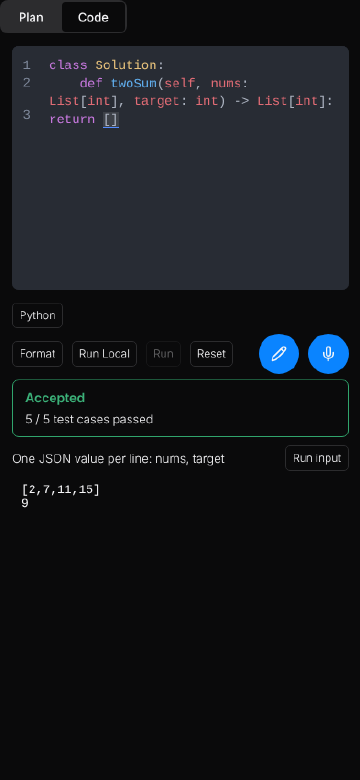 Plan Code
1 class Solution:
2     def twoSum(self, nums:
List[int], target: int) -> List[int]:
3 return []
Python
Format Run Local Run Reset
Accepted
5 / 5 test cases passed
One JSON value per line: nums, target Run input
[2,7,11,15]
9